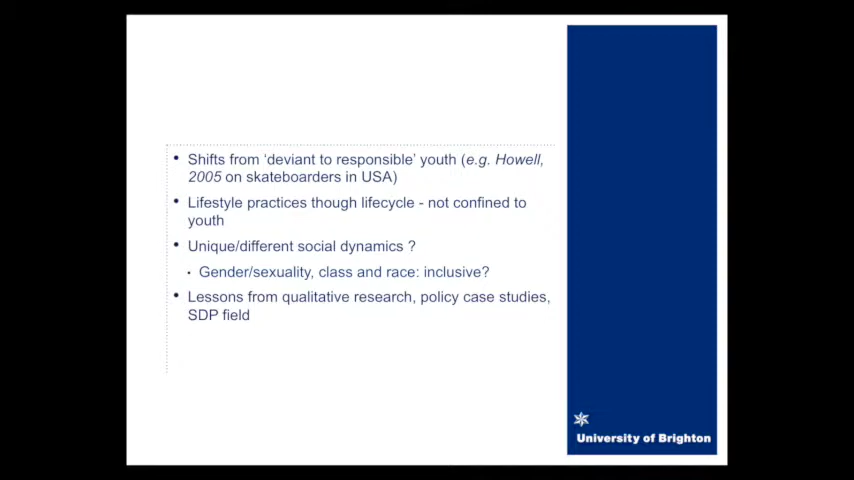 • Shifts from ‘deviant to responsible’ youth (e.g. Howell,
2005 on skateboarders in USA)
• Lifestyle practices though lifecycle - not confined to
youth
• Unique/different social dynamics ?
• Gender/sexuality, class and race: inclusive?
• Lessons from qualitative research, policy case studies,
SDP field
University of Brighton